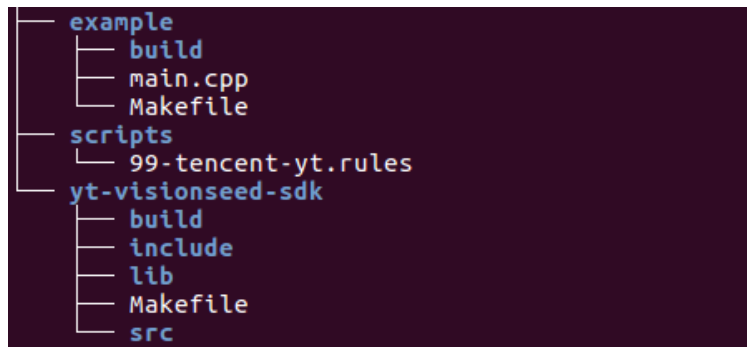 example
build
main.cpp
Makefile
scripts
99-tencent-yt.rules
yt-visionseed-sdk
build
include
lib
Makefile
src